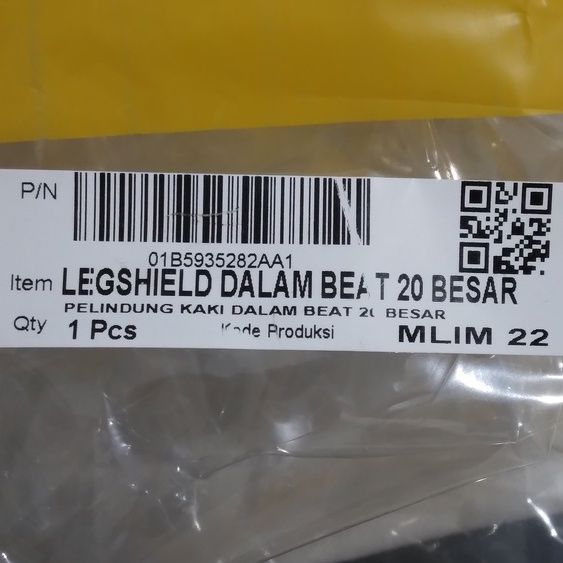 P/N
01B5935282AA1
Item LEGSHIELD DALAM BEAT 20 BESAR
PELINDUNG KAKI DALAM BEAT 20 BESAR
Qty 1 Pcs Kode Produksi MLIM 22